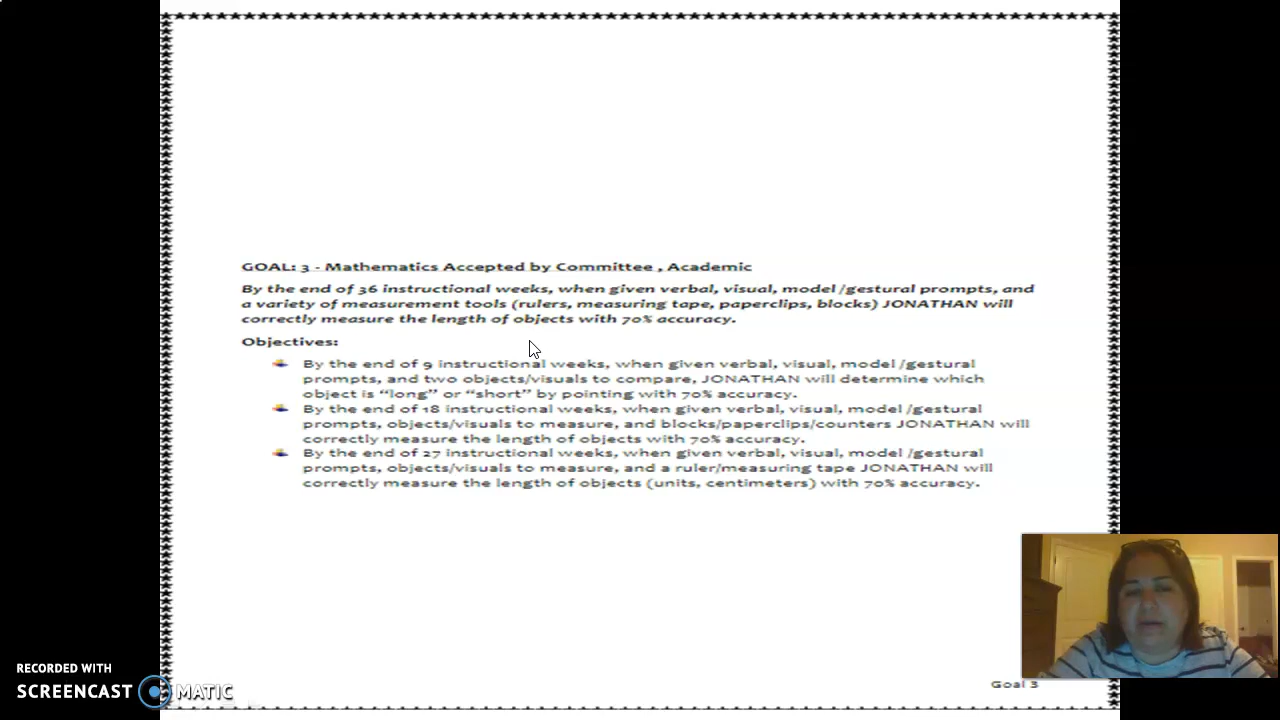 GOAL: 3 - Mathematics Accepted by Committee , Academic
By the end of 36 instructional weeks, when given verbal, visual, model /gestural prompts, and
a variety of measurement tools (rulers, measuring tape, paperclips, blocks) JONATHAN will
correctly measure the length of objects with 70% accuracy.
Objectives:
By the end of 9 instructional weeks, when given verbal, visual, model /gestural
prompts, and two objects/visuals to compare, JONATHAN will determine which
object is “long” or “short” by pointing with 70% accuracy.
By the end of 18 instructional weeks, when given verbal, visual, model /gestural
prompts, objects/visuals to measure, and blocks/paperclips/counters JONATHAN will
correctly measure the length of objects with 70% accuracy.
By the end of 27 instructional weeks, when given verbal, visual, model /gestural
prompts, objects/visuals to measure, and a ruler/measuring tape JONATHAN will
correctly measure the length of objects (units, centimeters) with 70% accuracy.
Goal 3
RECORDED WITH
SCREENCAST MATIC